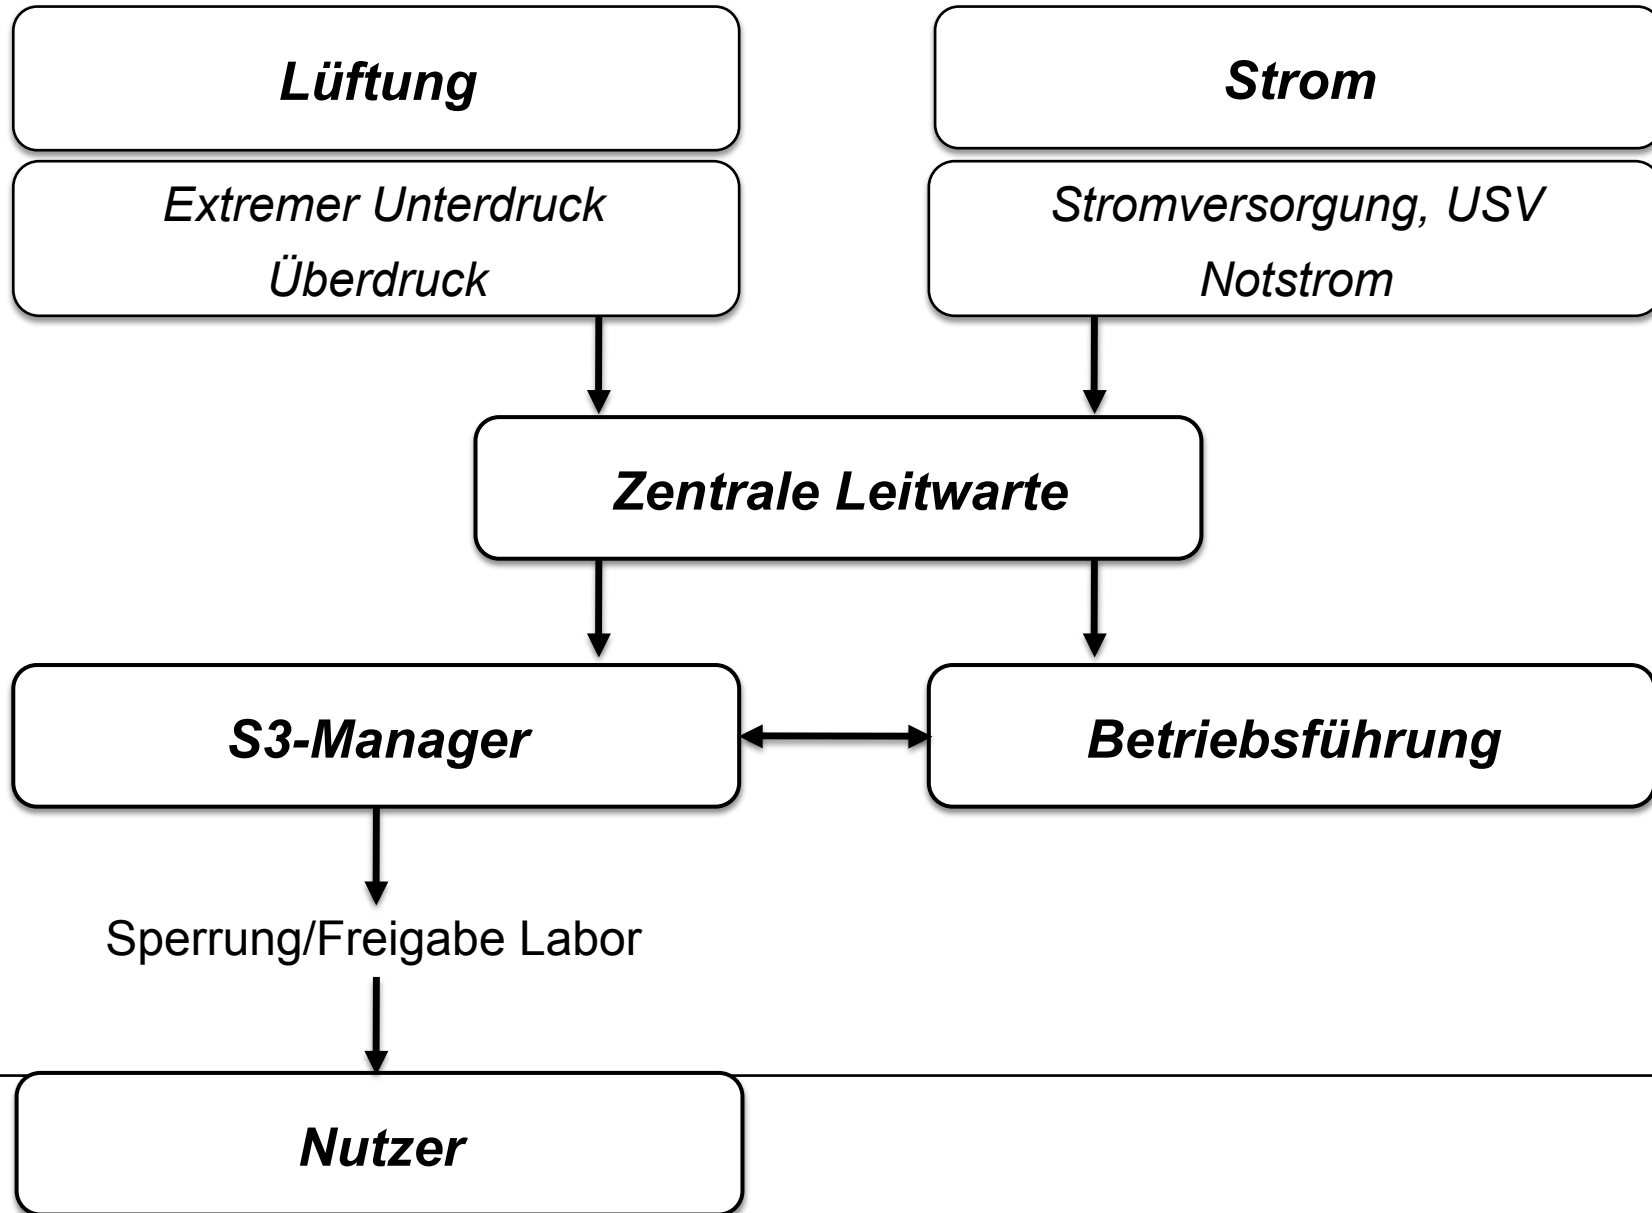 Lüftung
Strom
Extremer Unterdruck
Überdruck
Stromversorgung, USV
Notstrom
Zentrale Leitwarte
S3-Manager
Betriebsführung
Sperrung/Freigabe Labor
Nutzer